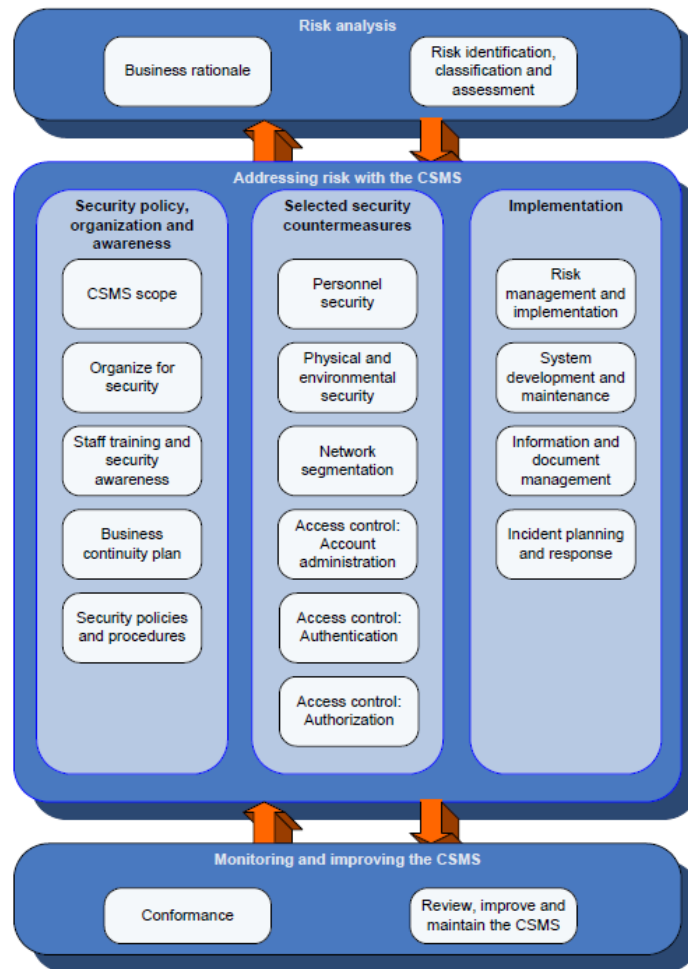 Risk analysis
Business rationale
Risk identification,
classification and
assessment
Addressing risk with the CSMS
Security policy,
organization and
awareness
CSMS scope
Organize for
security
Staff training and
security
awareness
Business
continuity plan
Security policies
and procedures
Selected security
countermeasures
Personnel
security
Physical and
environmental
security
Network
segmentation
Access control:
Account
administration
Access control:
Authentication
Access control:
Authorization
Implementation
Risk
management and
implementation
System
development and
maintenance
Information and
document
management
Incident planning
and response
Monitoring and improving the CSMS
Conformance
Review, improve and
maintain the CSMS